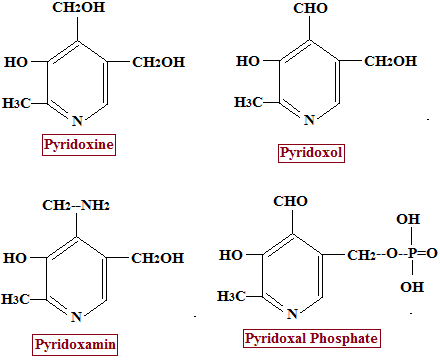 CH2OH
HO
CH2OH
H3C
N
Pyridoxine
CHO
HO
CH2OH
H3C
N
Pyridoxol
CH2--NH2
HO
CH2OH
H3C
N
Pyridoxamin
CHO
OH
HO
CH2--O--P=O
H3C
OH
N
Pyridoxal Phosphate